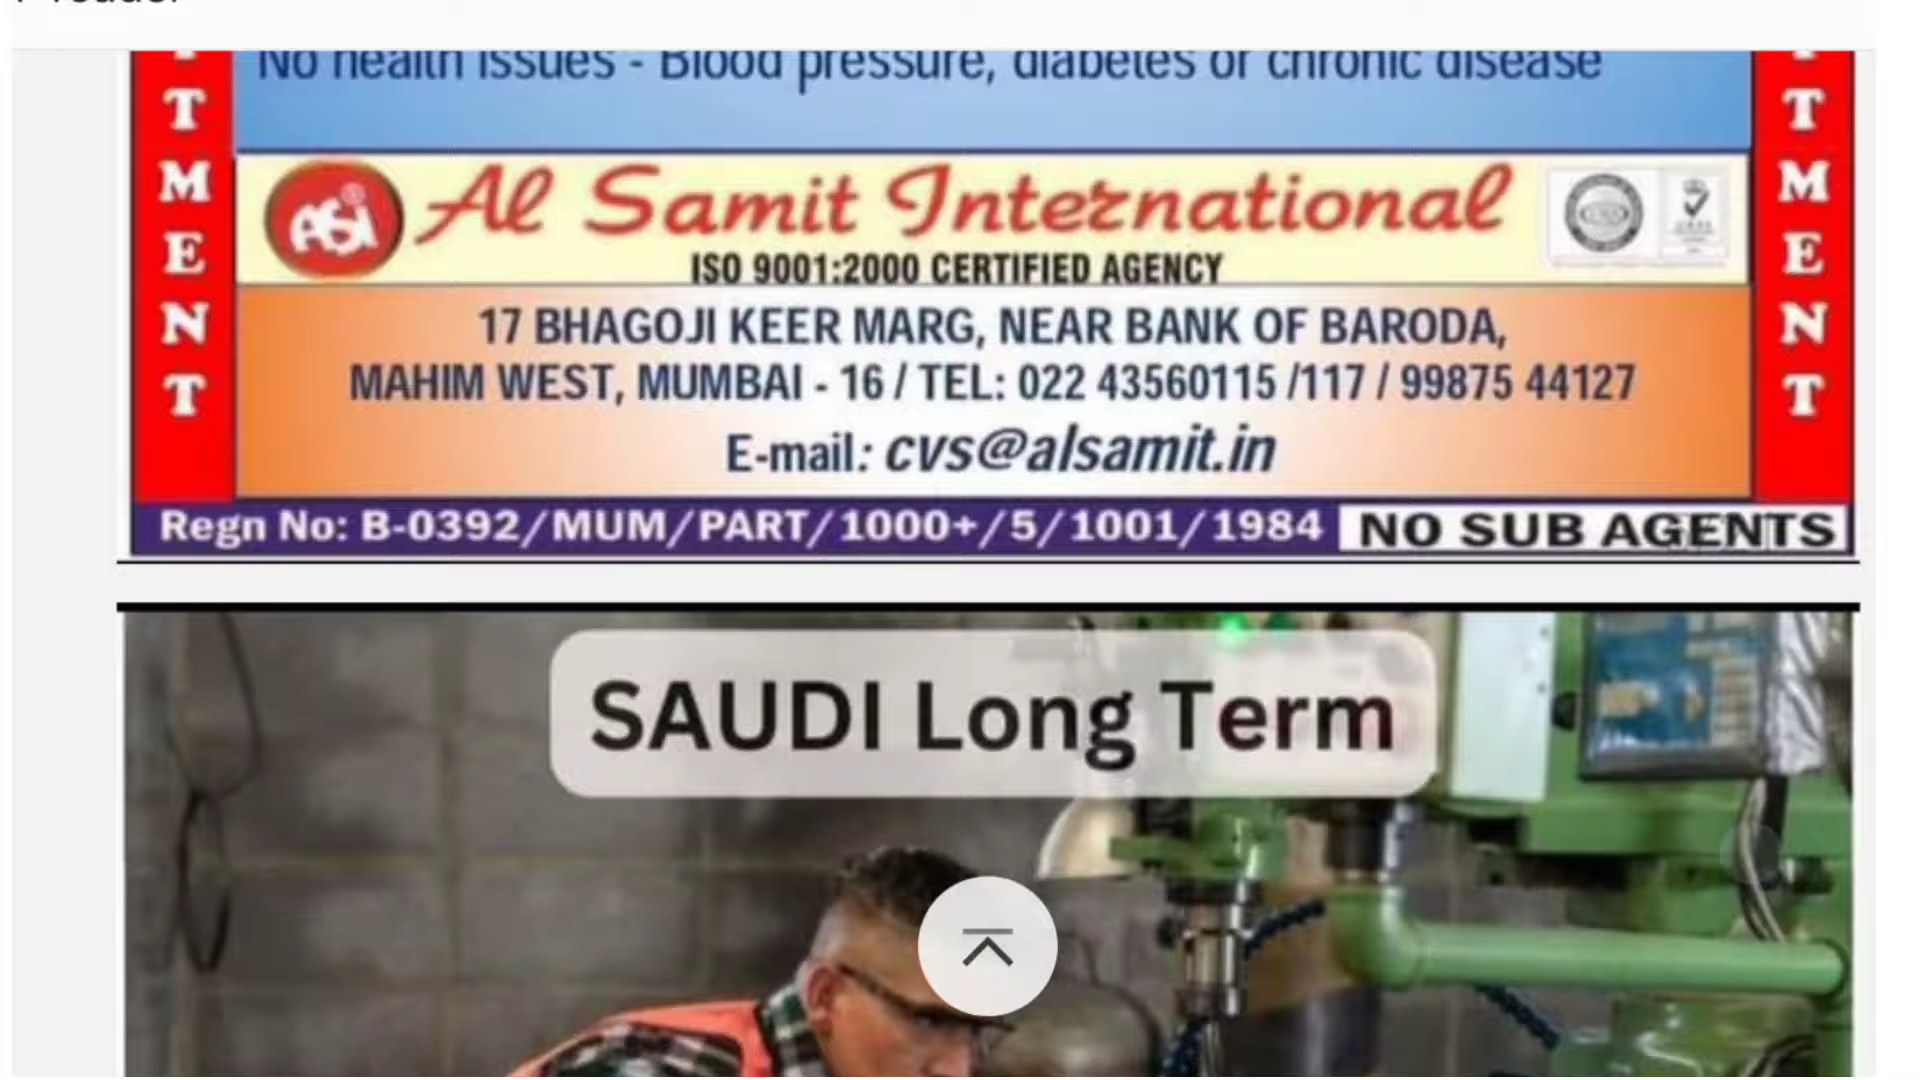 No health issues - Blood pressure, diabetes or chronic disease
T
M
E
N
T
T
M
E
N
T
ASi
®
Al Samit International
ISO 9001:2000 CERTIFIED AGENCY
17 BHAGOJI KEER MARG, NEAR BANK OF BARODA,
MAHIM WEST, MUMBAI - 16 / TEL: 022 43560115 /117 / 99875 44127
E-mail: cvs@alsamit.in
Regn No: B-0392/MUM/PART/1000+/5/1001/1984
NO SUB AGENTS
SAUDI Long Term